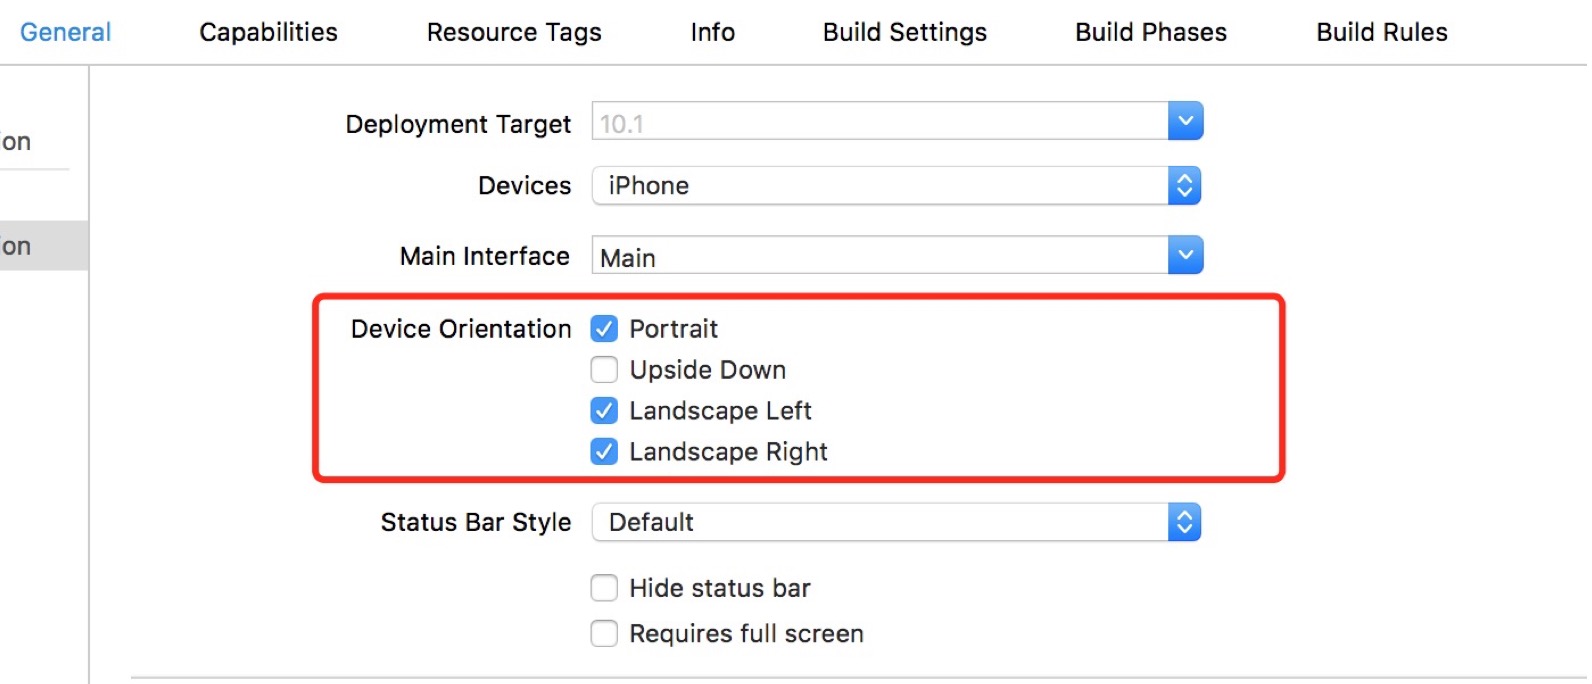 General Capabilities Resource Tags Info Build Settings Build Phases Build Rules
ion
ion
Deployment Target 10.1
Devices iPhone
Main Interface Main
Device Orientation Portrait
Upside Down
Landscape Left
Landscape Right
Status Bar Style Default
Hide status bar
Requires full screen